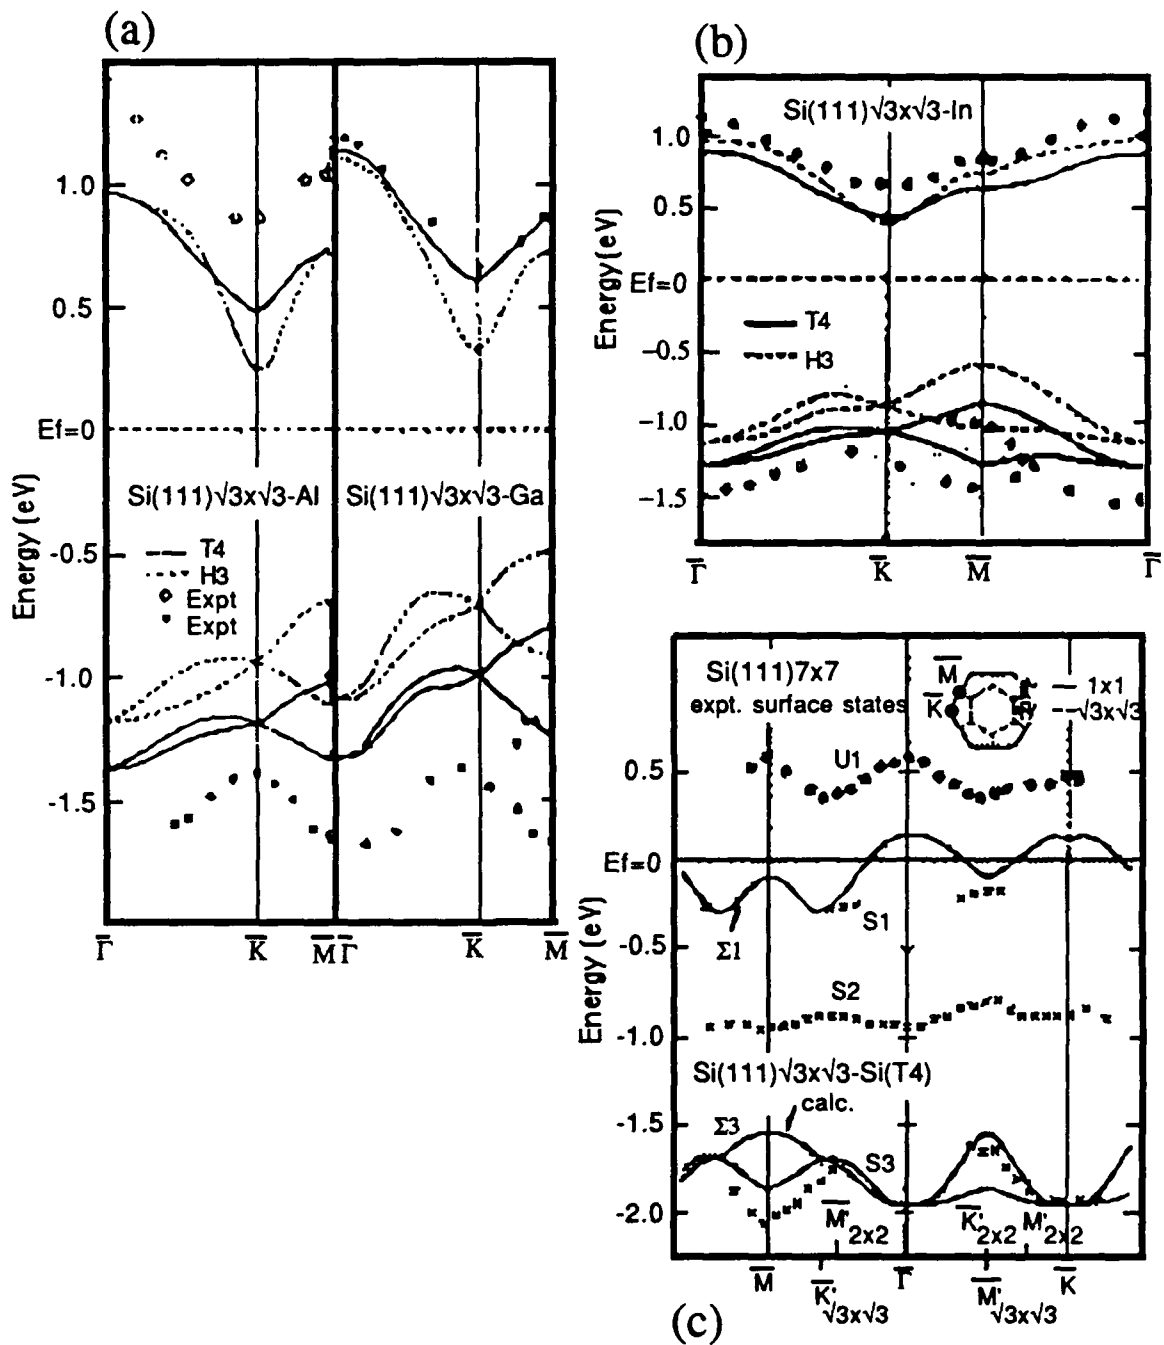 (a)
1.0
0.5
Ef=0
Energy (eV)
Si(111)√3x√3-Al
Si(111)√3x√3-Ga
-0.5
T4
H3
Expt
Expt
-1.0
-1.5
Γ̅ K̅ M̅ Γ̅ K̅ M̅
(b)
Si(111)√3x√3-In
1.0
0.5
Ef=0
Energy (eV)
T4
H3
-0.5
-1.0
-1.5
Γ̅ K̅ M̅ Γ̅
Si(111)7x7
expt. surface states
M̅
K̅
1x1
√3x√3
U1
0.5
Ef=0
S1
Σ1
-0.5
Energy (eV)
S2
-1.0
Si(111)√3x√3-Si(T4)
calc.
-1.5
Σ3
S3
-2.0
M̅'2x2
K̅'2x2
M'2x2
M̅ K̅'√3x√3 Γ̅ M̅'√3x√3 K̅
(c)